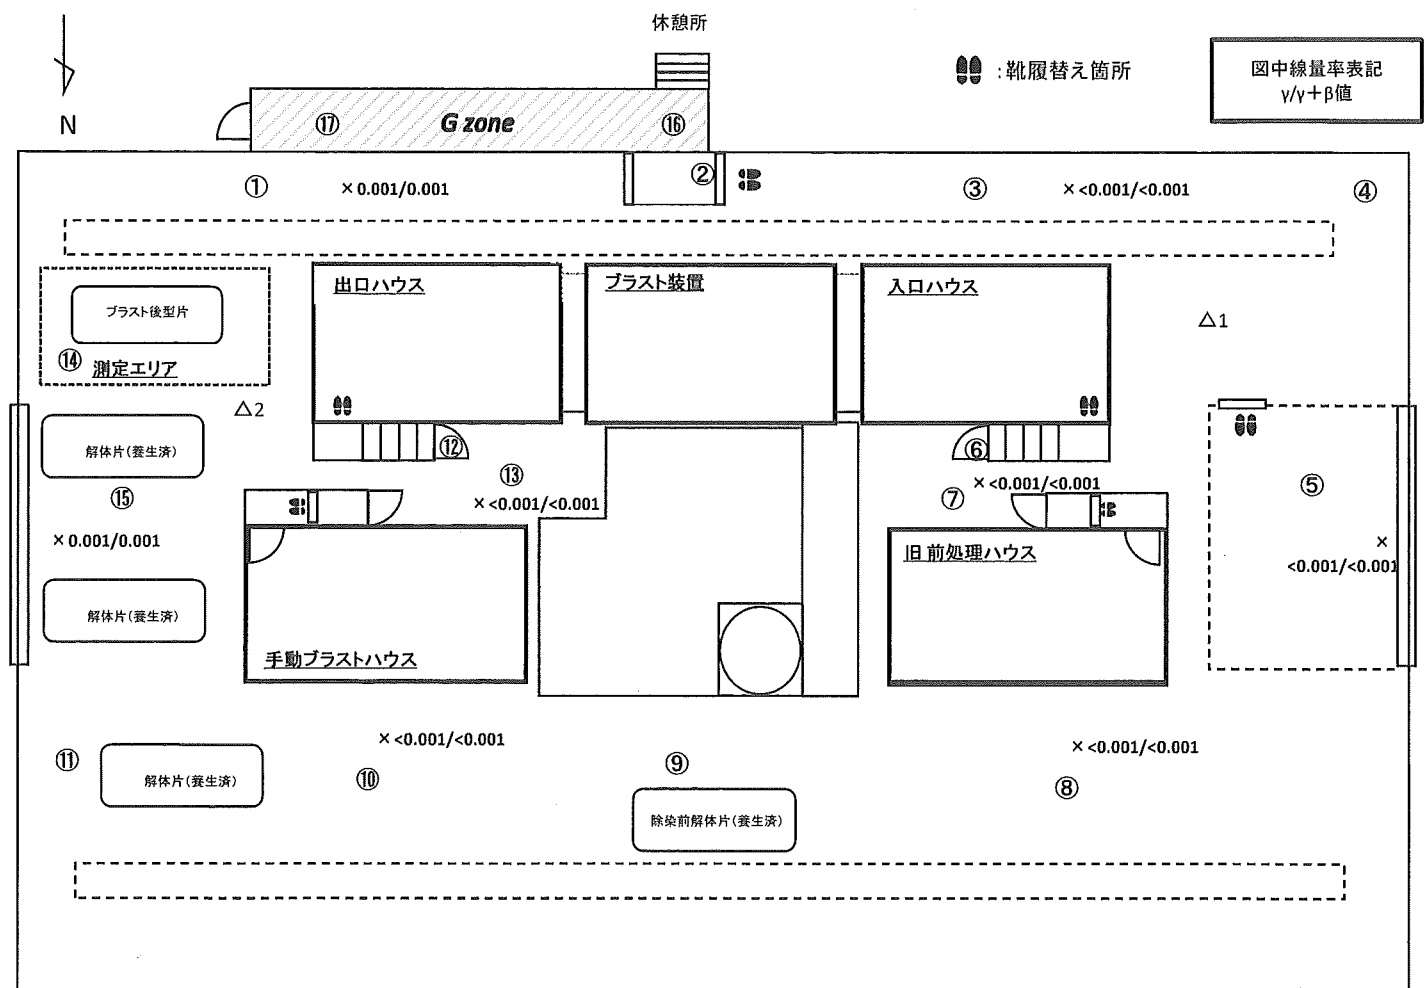 休憩所
:靴履替え箇所
図中線量率表記
γ/γ+β値
N
⑰
G zone
⑯
①
×0.001/0.001
②
③
×<0.001/<0.001
④
出口ハウス
ブラスト装置
入口ハウス
ブラスト後型片
⑭
測定エリア
△1
△2
解体片(養生済)
⑫
⑥
⑬
×<0.001/<0.001
⑦
×<0.001/<0.001
⑤
⑮
×0.001/0.001
×
<0.001/<0.001
旧前処理ハウス
解体片(養生済)
手動ブラストハウス
×<0.001/<0.001
×<0.001/<0.001
⑪
解体片(養生済)
⑩
⑨
⑧
除染前解体片(養生済)